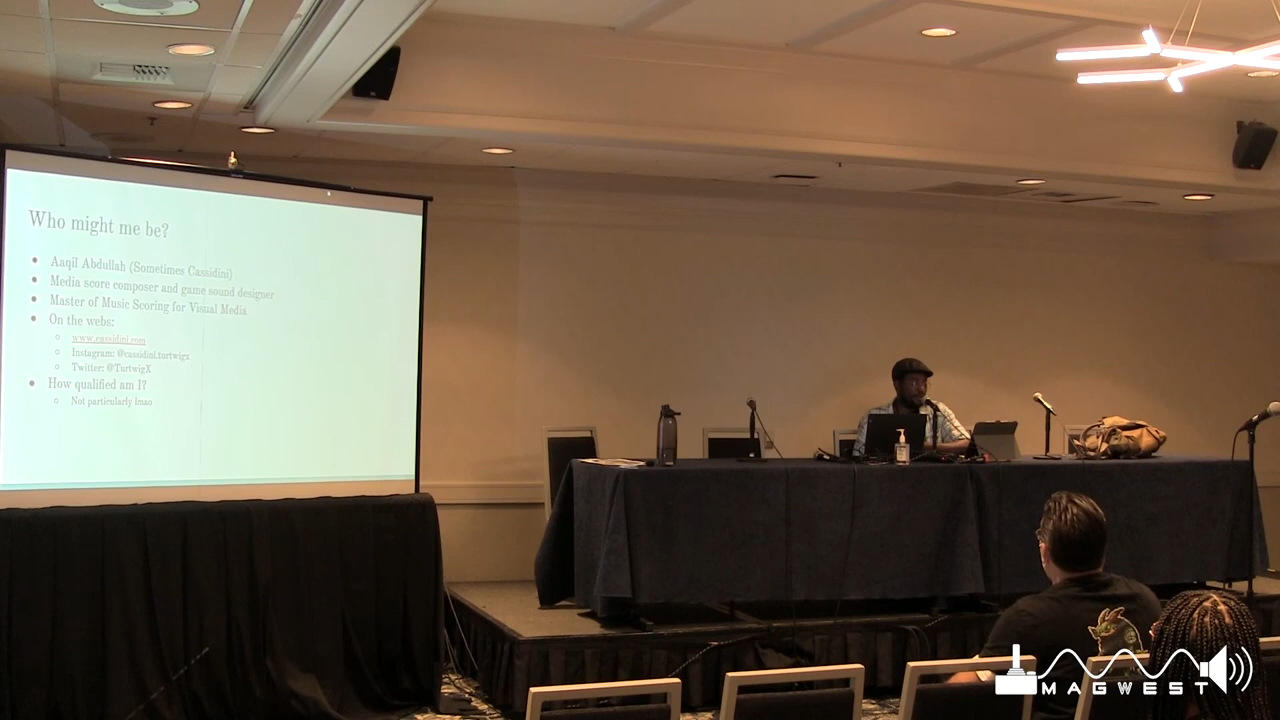 Who might me be?
Aaqil Abdullah (Sometimes Cassidini)
Media score composer and game sound designer
Master of Music Scoring for Visual Media
On the webs:
www.cassidini.com
Instagram: @cassidini.turtwigx
Twitter: @TurtwigX
How qualified am I?
Not particularly lmao
MAGWEST